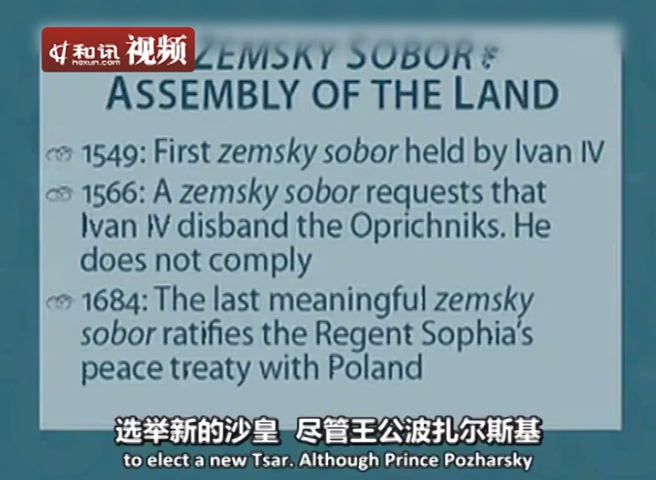 和讯 视频
hexun.com
ZEMSKY SOBOR
ASSEMBLY OF THE LAND
1549: First zemsky sobor held by Ivan IV
1566: A zemsky sobor requests that
Ivan IV disband the Oprichniks. He
does not comply
1684: The last meaningful zemsky
sobor ratifies the Regent Sophia's
peace treaty with Poland
选举新的沙皇 尽管王公波扎尔斯基
to elect a new Tsar. Although Prince Pozharsky